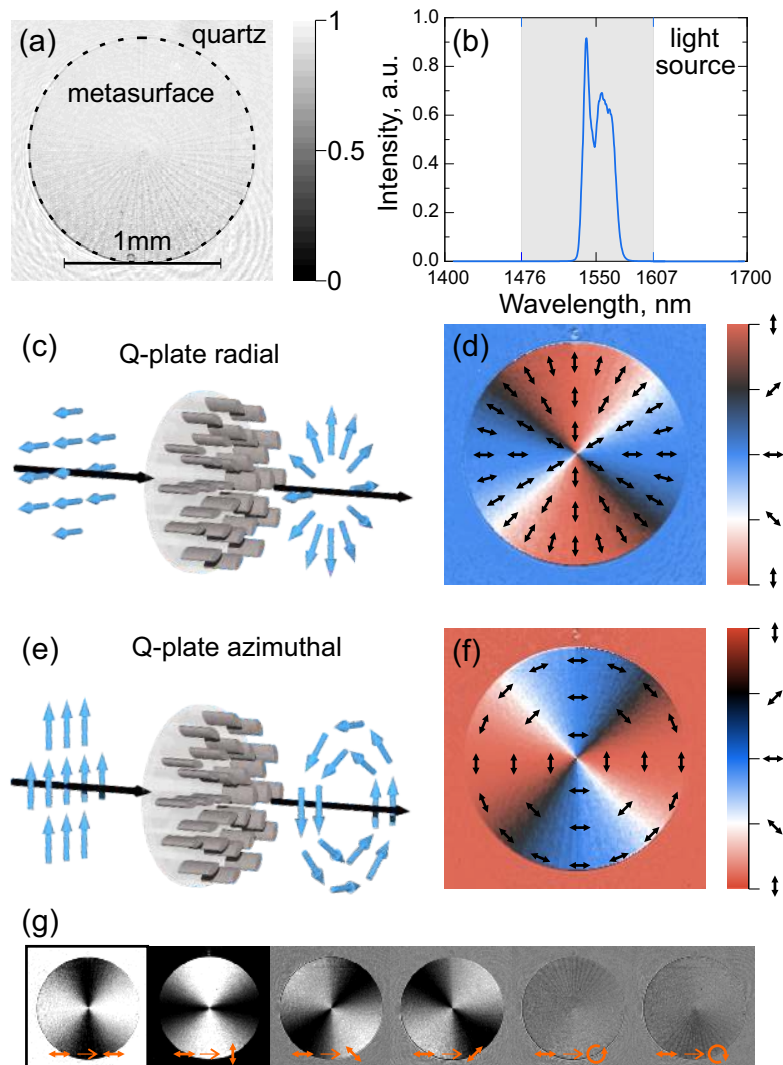 (a)
quartz
metasurface
1mm
1
0.5
0
(b)
light
source
Intensity, a.u.
1.0
0.8
0.6
0.4
0.2
0.0
1400
1476
1550
1607
1700
Wavelength, nm
(c)
Q-plate radial
(d)
(e)
Q-plate azimuthal
(f)
(g)